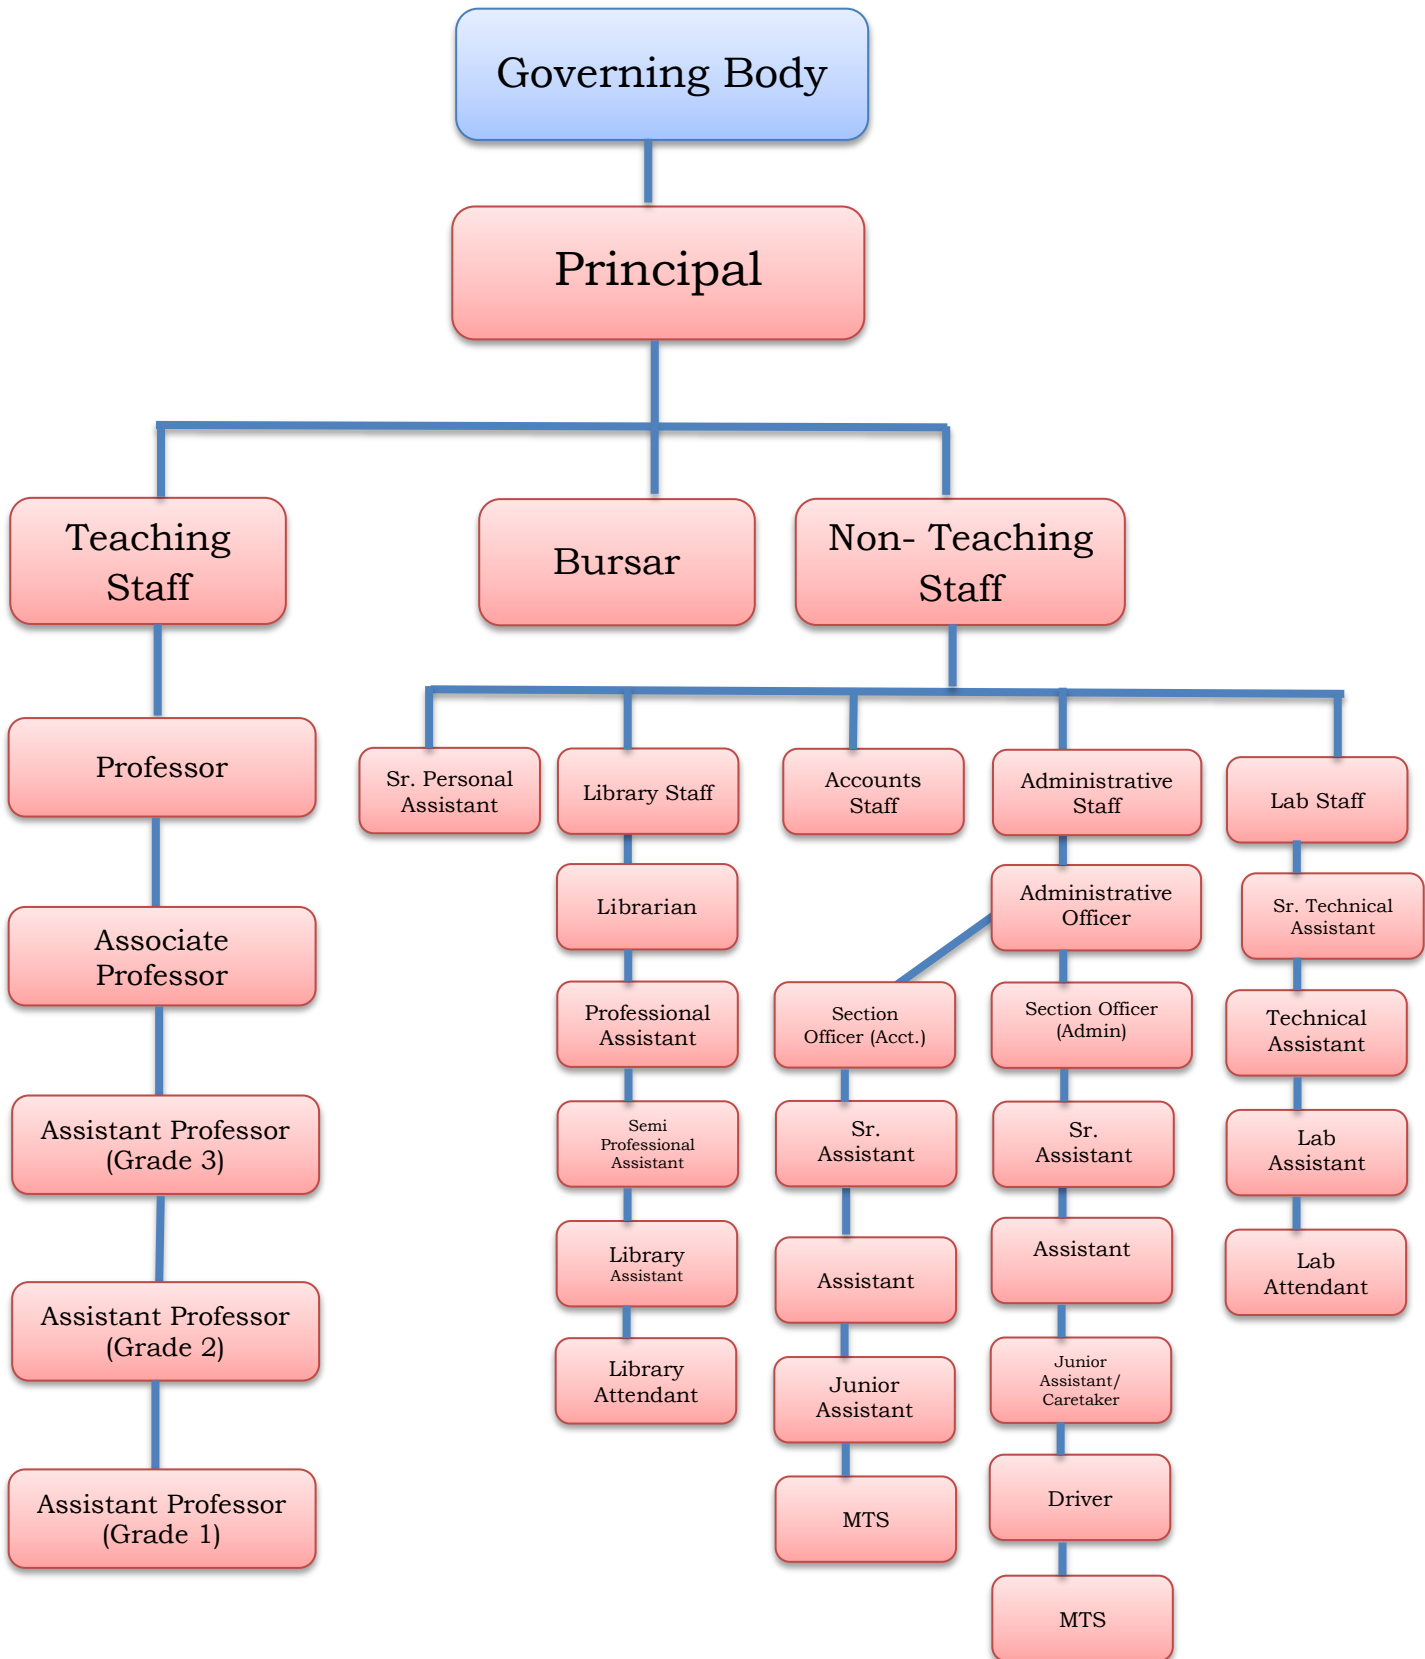 Governing Body
Principal
Teaching
Staff
Bursar
Non- Teaching
Staff
Professor
Associate
Professor
Assistant Professor
(Grade 3)
Assistant Professor
(Grade 2)
Assistant Professor
(Grade 1)
Sr. Personal
Assistant
Library Staff
Librarian
Professional
Assistant
Semi
Professional
Assistant
Library
Assistant
Library
Attendant
Accounts
Staff
Administrative
Staff
Administrative
Officer
Section
Officer (Acct.)
Sr.
Assistant
Assistant
Junior
Assistant
MTS
Section Officer
(Admin)
Sr.
Assistant
Assistant
Junior
Assistant/
Caretaker
Driver
MTS
Lab Staff
Sr. Technical
Assistant
Technical
Assistant
Lab
Assistant
Lab
Attendant